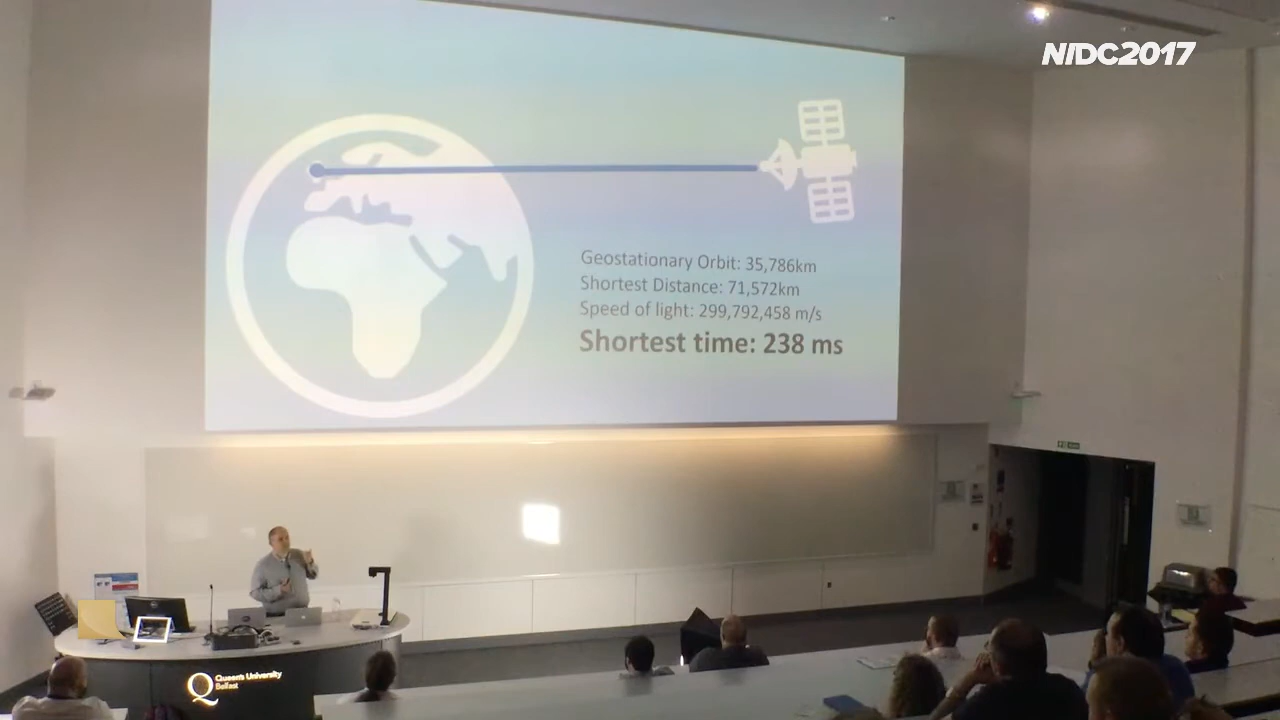 NIDC2017
Geostationary Orbit: 35,786km
Shortest Distance: 71,572km
Speed of light: 299,792,458 m/s
Shortest time: 238 ms
Queen's University
Belfast